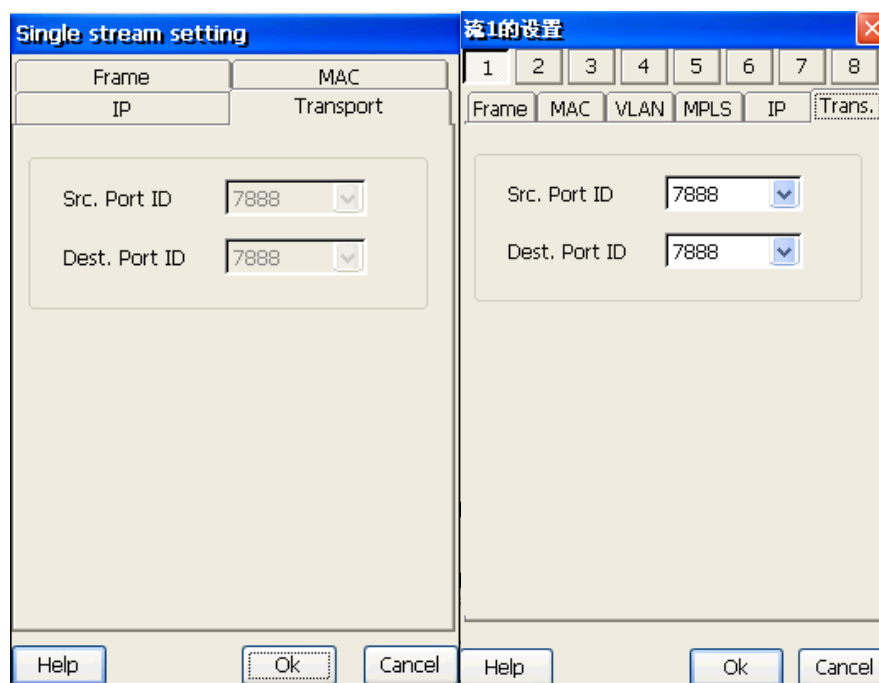 Single stream setting
Frame MAC
IP Transport
Src. Port ID 7888
Dest. Port ID 7888
Help Ok Cancel
流1的设置
1 2 3 4 5 6 7 8
Frame MAC VLAN MPLS IP Trans.
Src. Port ID 7888
Dest. Port ID 7888
Help Ok Cancel